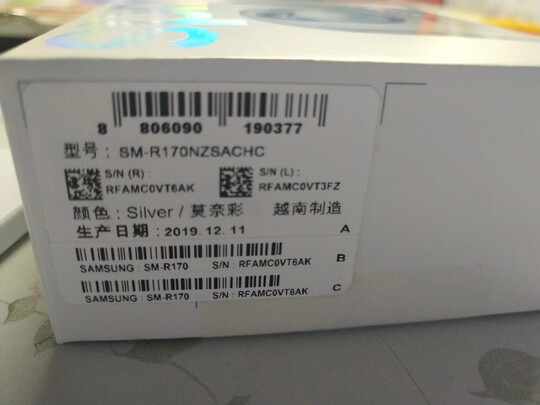 8 806090 190377
型号: SM-R170NZSACHC
S/N (R) : S/N (L) :
RFAMC0VT6AK RFAMC0VT3FZ
颜色: Silver / 莫奈彩 越南制造
生产日期: 2019. 12. 11 A
SAMSUNG : SM-R170 S/N : RFAMC0VT6AK B
SAMSUNG : SM-R170 S/N : RFAMC0VT6AK C